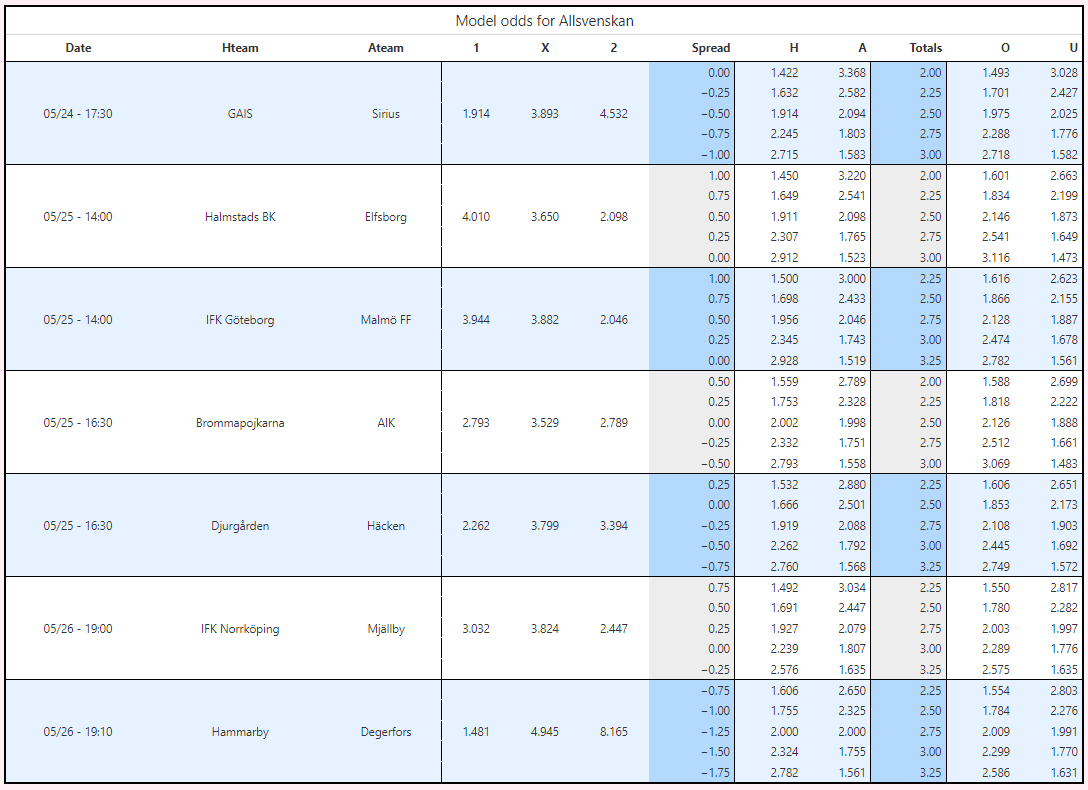 Model odds for Allsvenskan
Date Hteam Ateam 1 X 2 Spread H A Totals O U
0.00 1.422 3.368 2.00 1.493 3.028
−0.25 1.632 2.582 2.25 1.701 2.427
05/24 - 17:30 GAIS Sirius 1.914 3.893 4.532 −0.50 1.914 2.094 2.50 1.975 2.025
−0.75 2.245 1.803 2.75 2.288 1.776
−1.00 2.715 1.583 3.00 2.718 1.582
1.00 1.450 3.220 2.00 1.601 2.663
0.75 1.649 2.541 2.25 1.834 2.199
05/25 - 14:00 Halmstads BK Elfsborg 4.010 3.650 2.098 0.50 1.911 2.098 2.50 2.146 1.873
0.25 2.307 1.765 2.75 2.541 1.649
0.00 2.912 1.523 3.00 3.116 1.473
1.00 1.500 3.000 2.25 1.616 2.623
0.75 1.698 2.433 2.50 1.866 2.155
05/25 - 14:00 IFK Göteborg Malmö FF 3.944 3.882 2.046 0.50 1.956 2.046 2.75 2.128 1.887
0.25 2.345 1.743 3.00 2.474 1.678
0.00 2.928 1.519 3.25 2.782 1.561
0.50 1.559 2.789 2.00 1.588 2.699
0.25 1.753 2.328 2.25 1.818 2.222
05/25 - 16:30 Brommapojkarna AIK 2.793 3.529 2.789 0.00 2.002 1.998 2.50 2.126 1.888
−0.25 2.332 1.751 2.75 2.512 1.661
−0.50 2.793 1.558 3.00 3.069 1.483
0.25 1.532 2.880 2.25 1.606 2.651
0.00 1.666 2.501 2.50 1.853 2.173
05/25 - 16:30 Djurgården Häcken 2.262 3.799 3.394 −0.25 1.919 2.088 2.75 2.108 1.903
−0.50 2.262 1.792 3.00 2.445 1.692
−0.75 2.760 1.568 3.25 2.749 1.572
0.75 1.492 3.034 2.25 1.550 2.817
0.50 1.691 2.447 2.50 1.780 2.282
05/26 - 19:00 IFK Norrköping Mjällby 3.032 3.824 2.447 0.25 1.927 2.079 2.75 2.003 1.997
0.00 2.239 1.807 3.00 2.289 1.776
−0.25 2.576 1.635 3.25 2.575 1.635
−0.75 1.606 2.650 2.25 1.554 2.803
−1.00 1.755 2.325 2.50 1.784 2.276
05/26 - 19:10 Hammarby Degerfors 1.481 4.945 8.165 −1.25 2.000 2.000 2.75 2.009 1.991
−1.50 2.324 1.755 3.00 2.299 1.770
−1.75 2.782 1.561 3.25 2.586 1.631